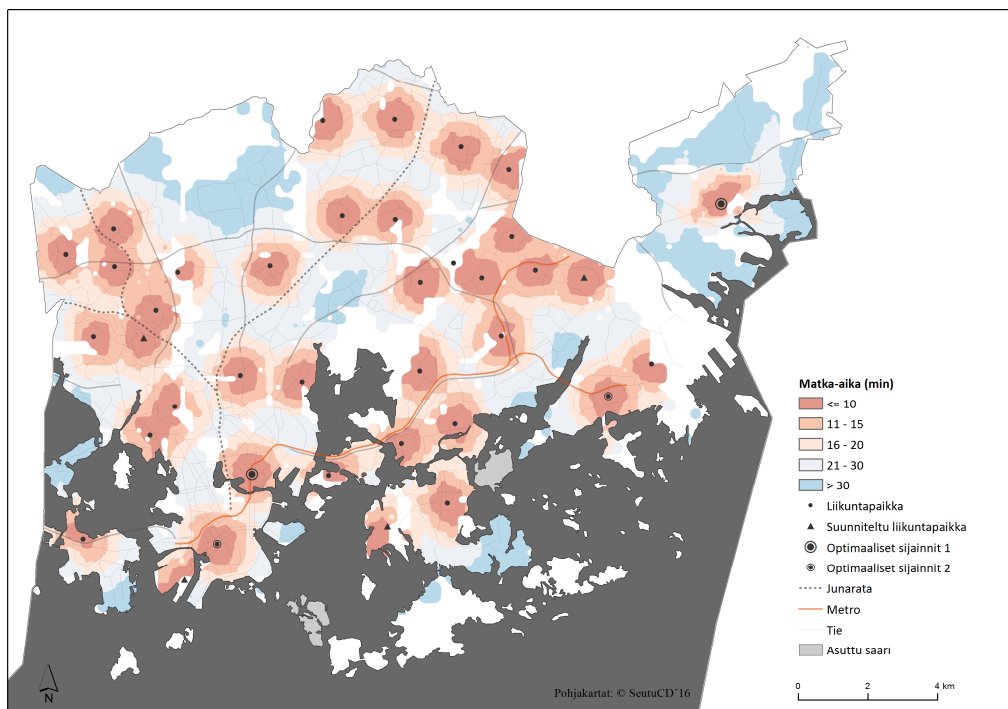 Matka-aika (min)
<= 10
11 - 15
16 - 20
21 - 30
> 30
Liikuntapaikka
Suunniteltu liikuntapaikka
Optimaaliset sijainnit 1
Optimaaliset sijainnit 2
Junarata
Metro
Tie
Asuttu saari
N
Pohjakartat: © SeutuCD'16
0 2 4 km